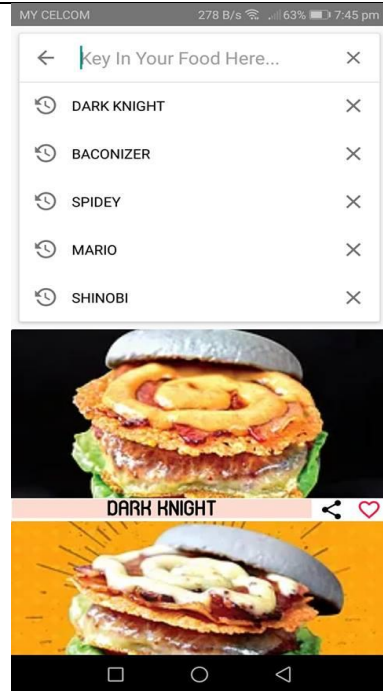 MY CELCOM 278 B/s 63% 7:45 pm
Key In Your Food Here...
DARK KNIGHT
BACONIZER
SPIDEY
MARIO
SHINOBI
DARK KNIGHT